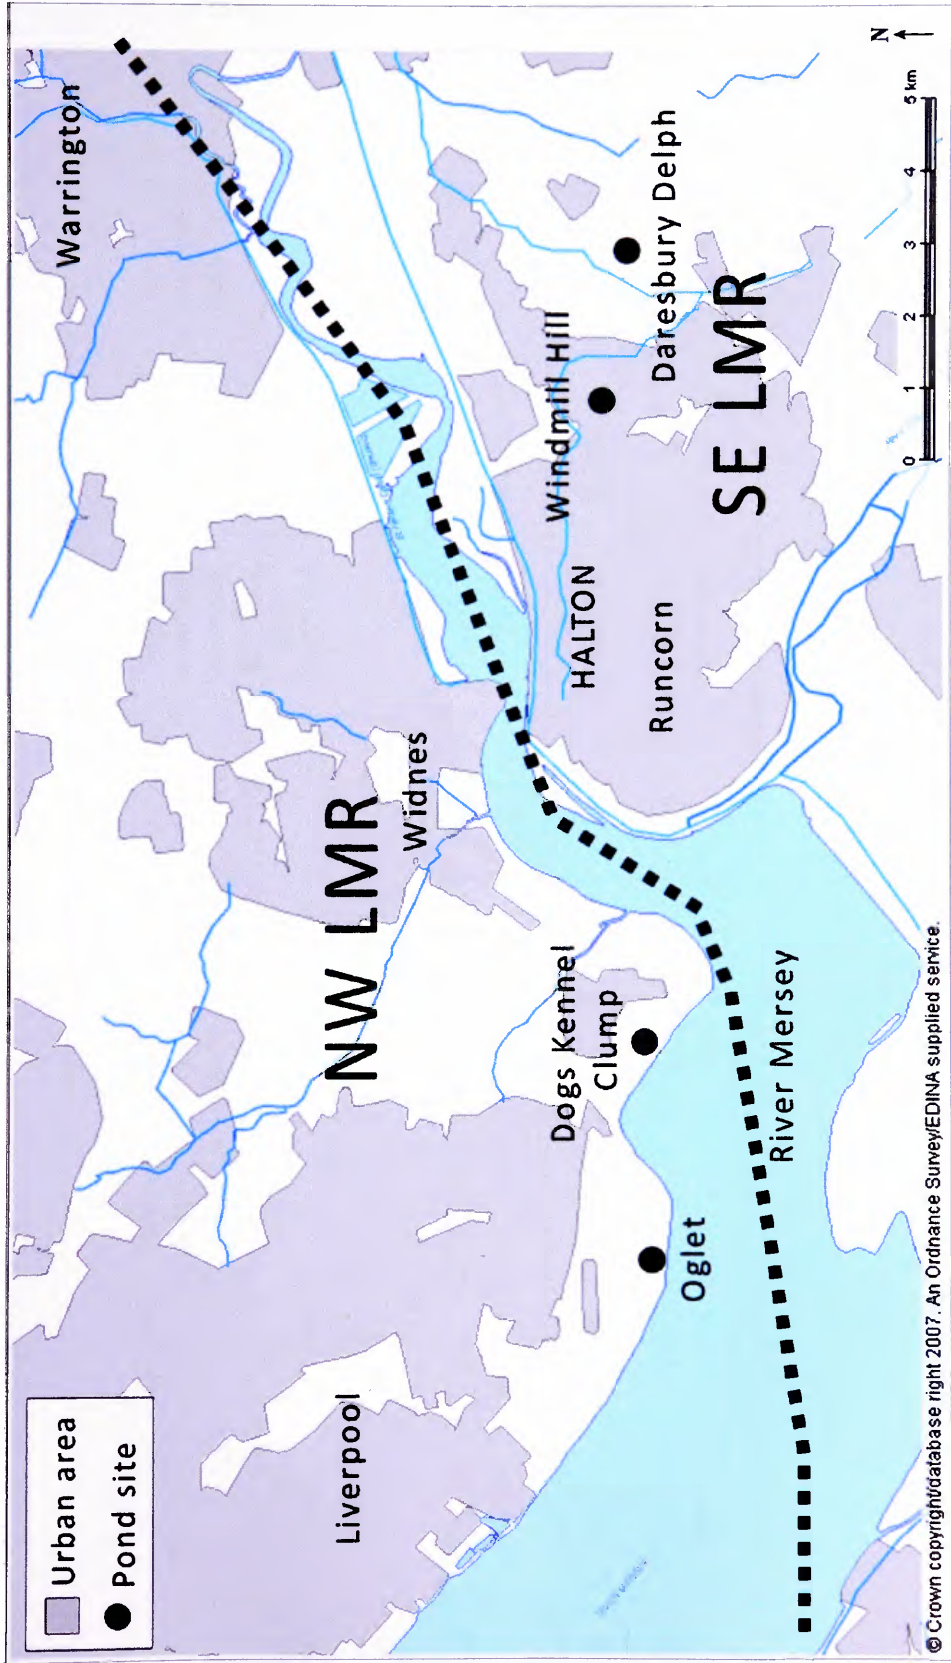 Urban area
Pond site
Warrington
Liverpool
NW LMR
Widnes
Dogs Kennel
Clump
Oglet
River Mersey
HALTON
Runcorn
Windmill Hill
Daresbury Delph
SE LMR
N
0 1 2 3 4 5 km
© Crown copyright/database right 2007. An Ordnance Survey/EDINA supplied service.